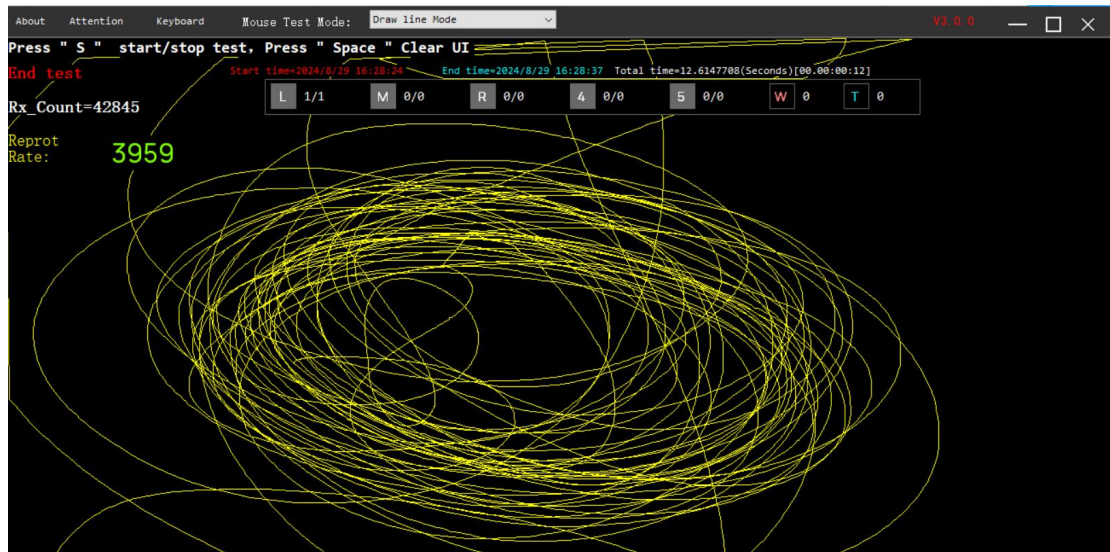 About Attention Keyboard Mouse Test Mode: Draw line Mode V3.0.0
Press " S " start/stop test, Press " Space " Clear UI
End test Start time=2024/8/29 16:28:24 End time=2024/8/29 16:28:37 Total time=12.6147708(Seconds)[00.00:00:12]
L 1/1 M 0/0 R 0/0 4 0/0 5 0/0 W 0 T 0
Rx_Count=42845
Reprot
Rate: 3959